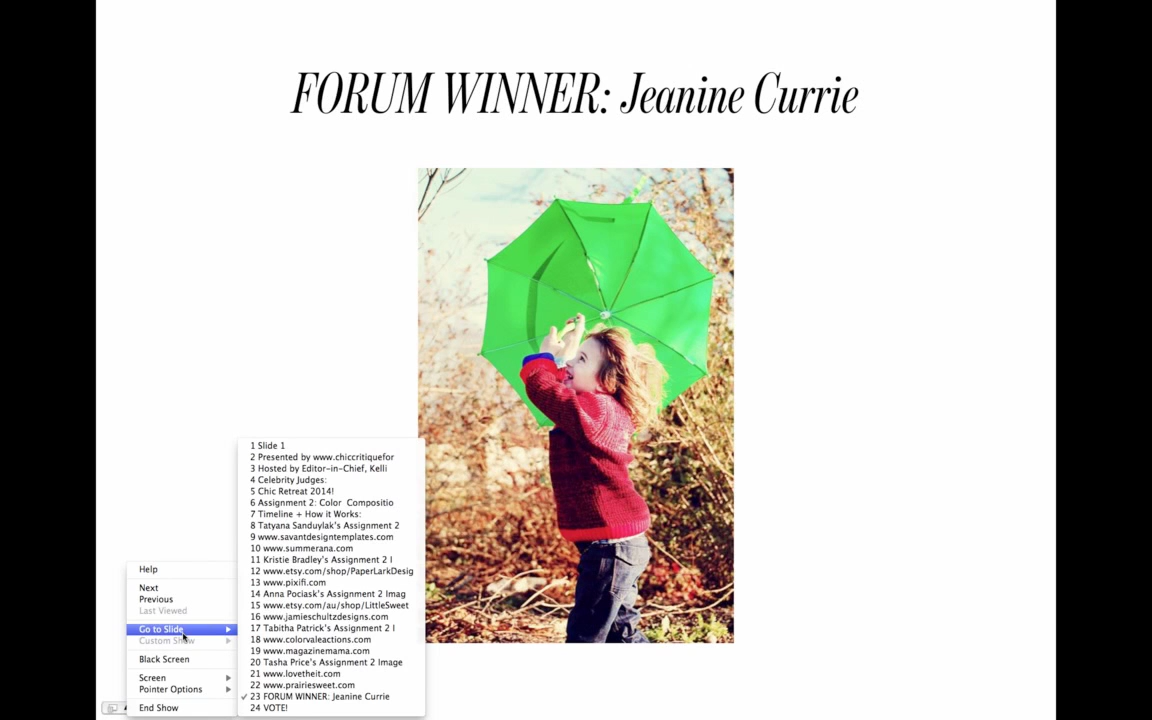 FORUM WINNER: Jeanine Currie
Help
Next
Previous
Last Viewed
Go to Slide
Custom Show
Black Screen
Screen
Pointer Options
End Show
1 Slide 1
2 Presented by www.chiccritiquefor
3 Hosted by Editor-in-Chief, Kelli
4 Celebrity Judges:
5 Chic Retreat 2014!
6 Assignment 2: Color  Compositio
7 Timeline + How it Works:
8 Tatyana Sanduylak's Assignment 2
9 www.savantdesigntemplates.com
10 www.summerana.com
11 Kristie Bradley's Assignment 2 I
12 www.etsy.com/shop/PaperLarkDesig
13 www.pixifi.com
14 Anna Pociask's Assignment 2 Imag
15 www.etsy.com/au/shop/LittleSweet
16 www.jamieschultzdesigns.com
17 Tabitha Patrick's Assignment 2 I
18 www.colorvaleactions.com
19 www.magazinemama.com
20 Tasha Price's Assignment 2 Image
21 www.lovetheit.com
22 www.prairiesweet.com
✓ 23 FORUM WINNER: Jeanine Currie
24 VOTE!